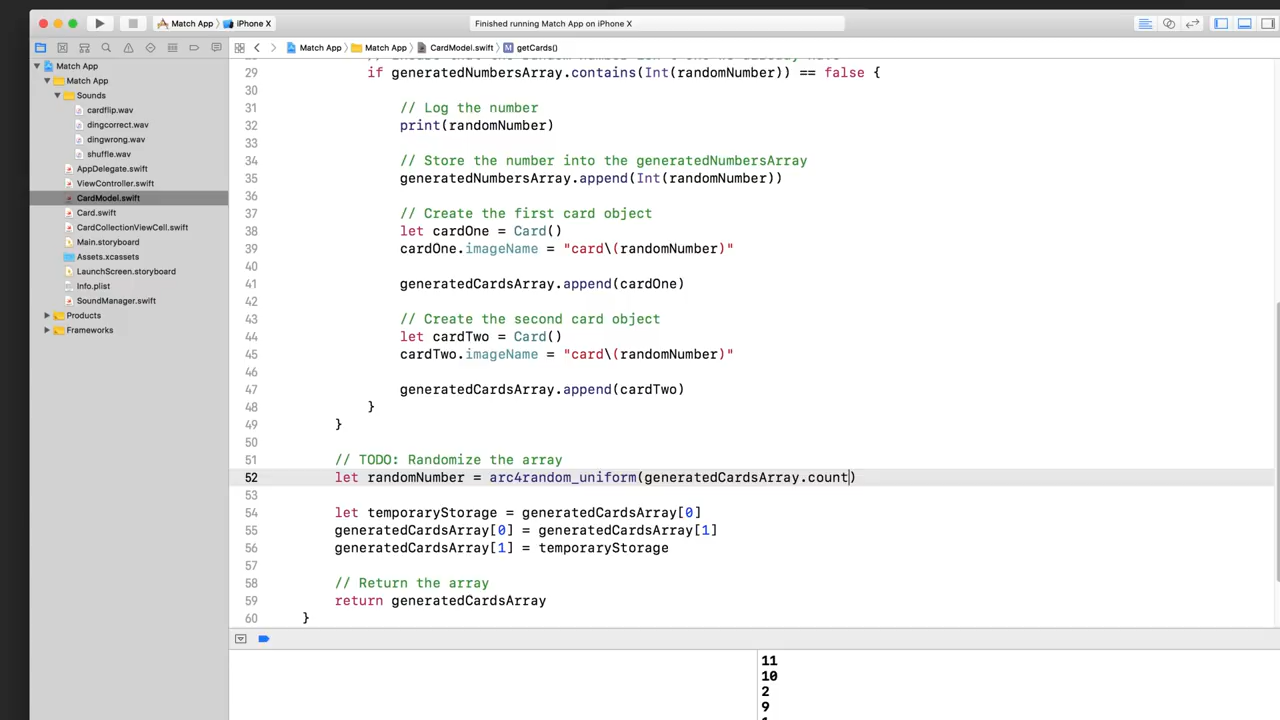 Match App iPhone X
Finished running Match App on iPhone X
Match App Match App CardModel.swift M getCards()
Match App
Match App
Sounds
cardflip.wav
dingcorrect.wav
dingwrong.wav
shuffle.wav
AppDelegate.swift
ViewController.swift
CardModel.swift
Card.swift
CardCollectionViewCell.swift
Main.storyboard
Assets.xcassets
LaunchScreen.storyboard
Info.plist
SoundManager.swift
Products
Frameworks
29 if generatedNumbersArray.contains(Int(randomNumber)) == false {
30
31 // Log the number
32 print(randomNumber)
33
34 // Store the number into the generatedNumbersArray
35 generatedNumbersArray.append(Int(randomNumber))
36
37 // Create the first card object
38 let cardOne = Card()
39 cardOne.imageName = "card\(randomNumber)"
40
41 generatedCardsArray.append(cardOne)
42
43 // Create the second card object
44 let cardTwo = Card()
45 cardTwo.imageName = "card\(randomNumber)"
46
47 generatedCardsArray.append(cardTwo)
48 }
49 }
50
51 // TODO: Randomize the array
52 let randomNumber = arc4random_uniform(generatedCardsArray.count)
53
54 let temporaryStorage = generatedCardsArray[0]
55 generatedCardsArray[0] = generatedCardsArray[1]
56 generatedCardsArray[1] = temporaryStorage
57
58 // Return the array
59 return generatedCardsArray
60 }
11
10
2
9